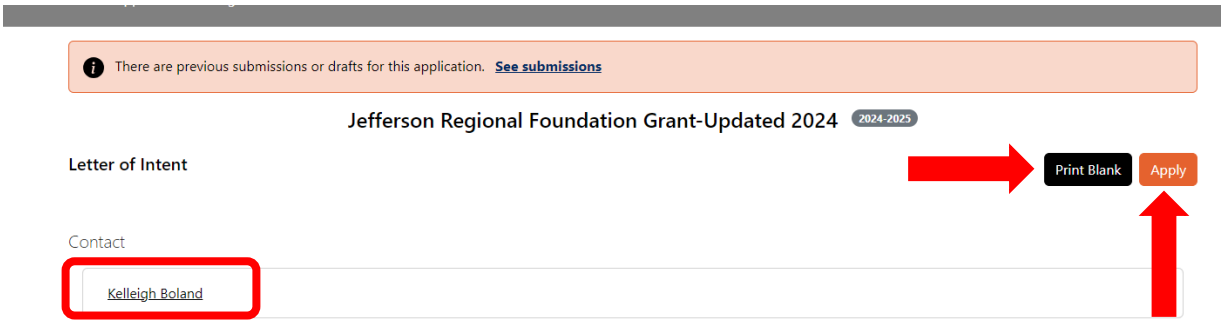 There are previous submissions or drafts for this application. See submissions
Jefferson Regional Foundation Grant-Updated 2024 2024-2025
Letter of Intent
Print Blank Apply
Contact
Kelleigh Boland